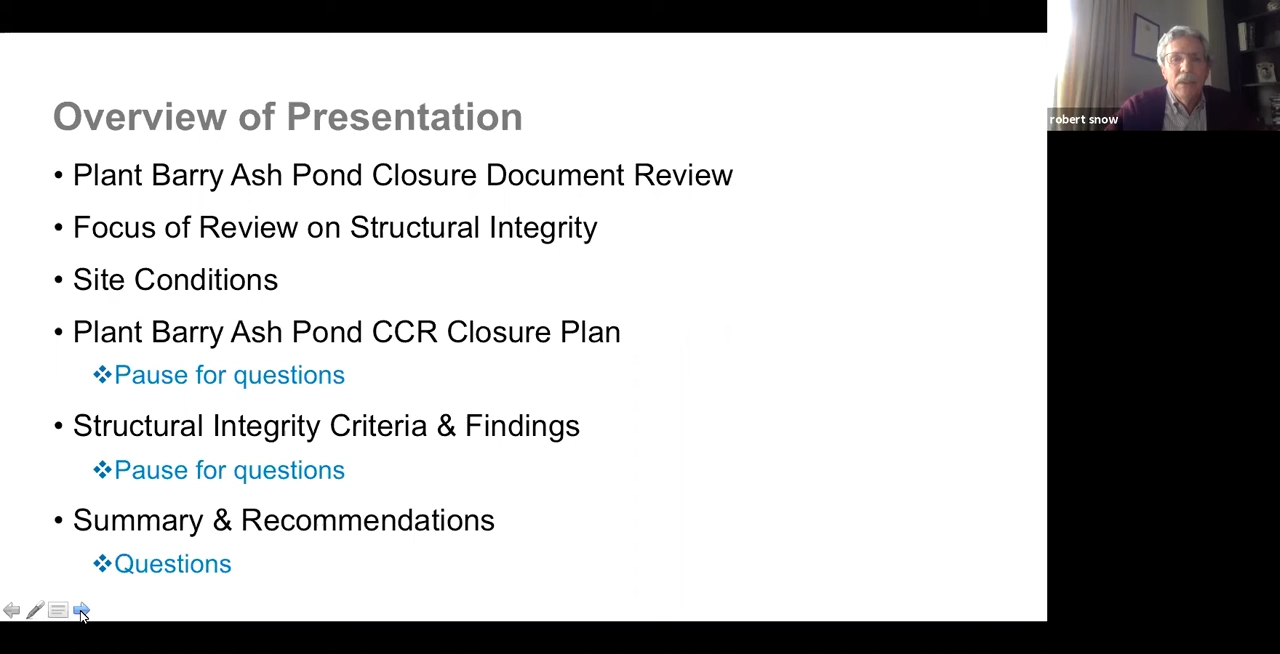 Overview of Presentation
• Plant Barry Ash Pond Closure Document Review
• Focus of Review on Structural Integrity
• Site Conditions
• Plant Barry Ash Pond CCR Closure Plan
❖Pause for questions
• Structural Integrity Criteria & Findings
❖Pause for questions
• Summary & Recommendations
❖Questions
robert snow